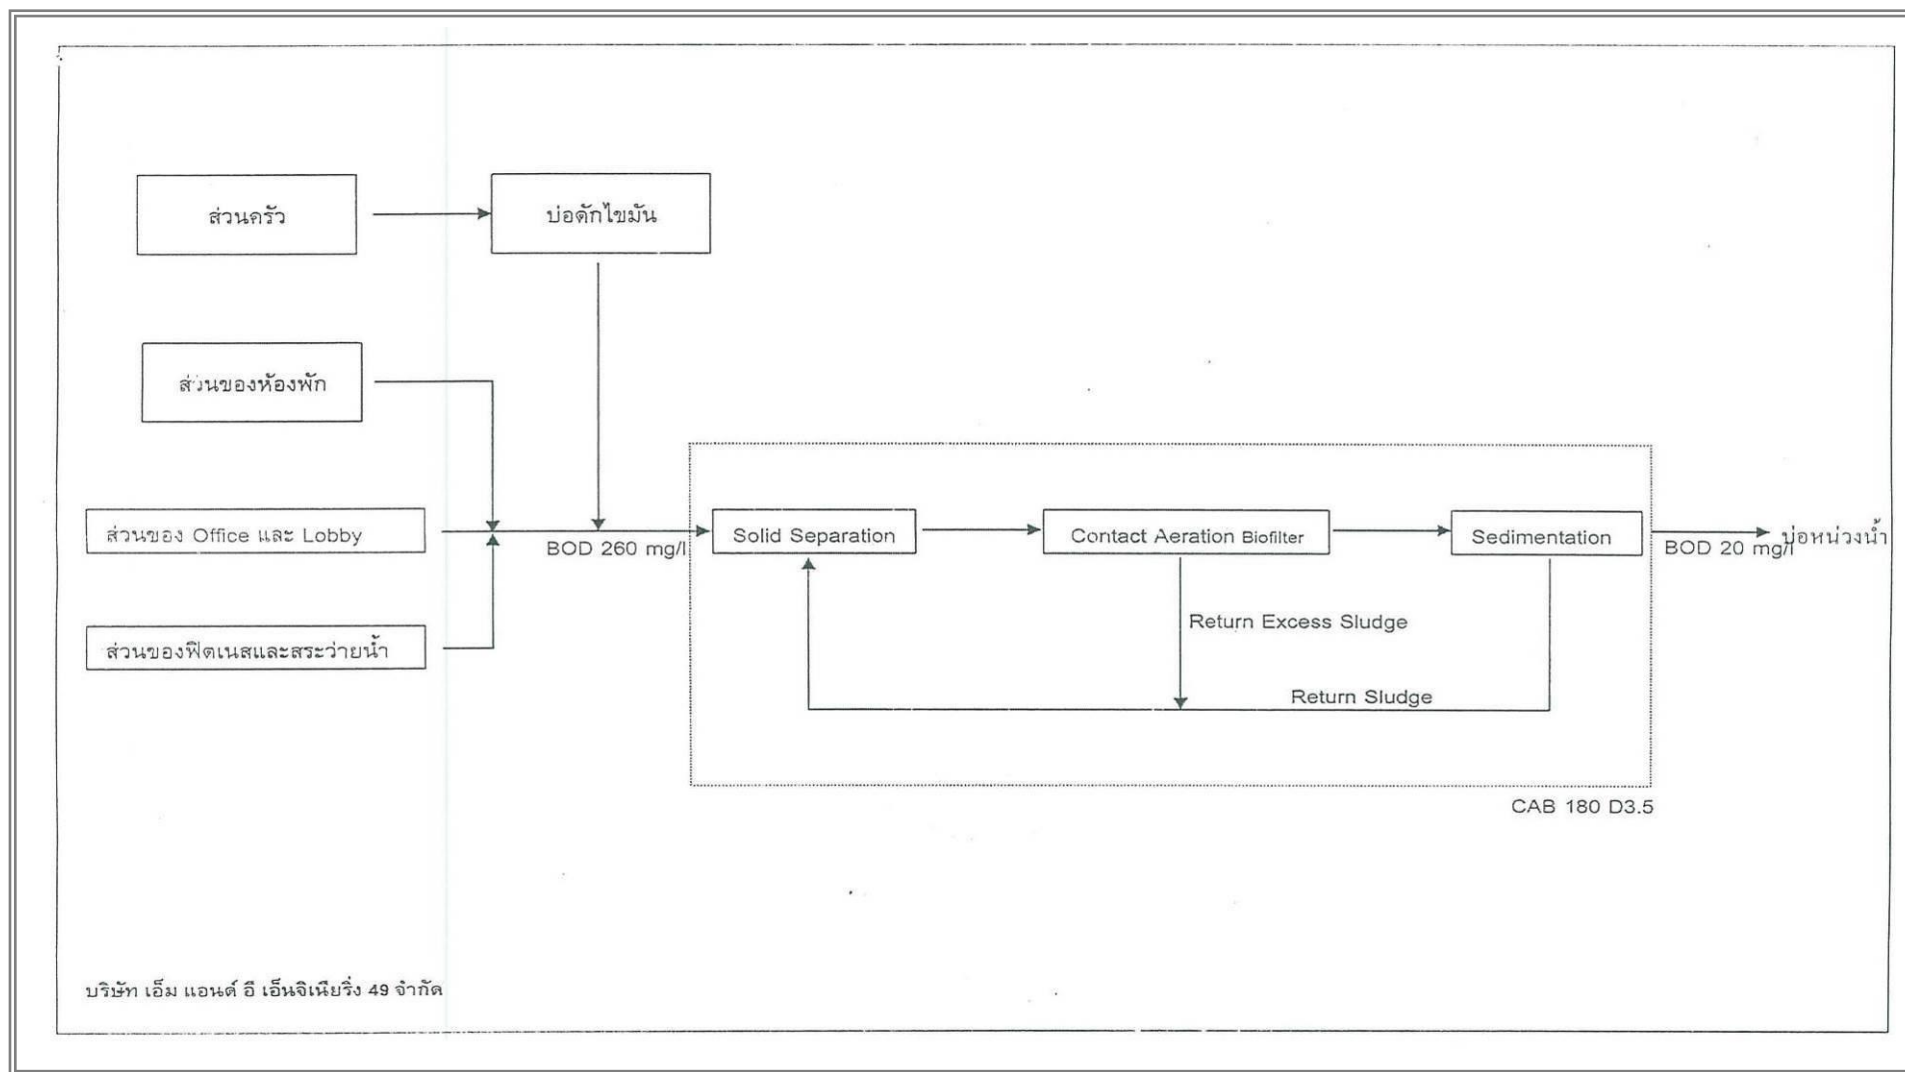 ส่วนครัว
บ่อดักไขมัน
ส่วนของห้องพัก
ส่วนของ Office และ Lobby
BOD 260 mg/l
Solid Separation
Contact Aeration Biofilter
Sedimentation
BOD 20 mg/l
บ่อหน่วงน้ำ
ส่วนของฟิตเนสและสระว่ายน้ำ
Return Excess Sludge
Return Sludge
CAB 180 D3.5
บริษัท เอ็ม แอนด์ อี เอ็นจิเนียริ่ง 49 จำกัด